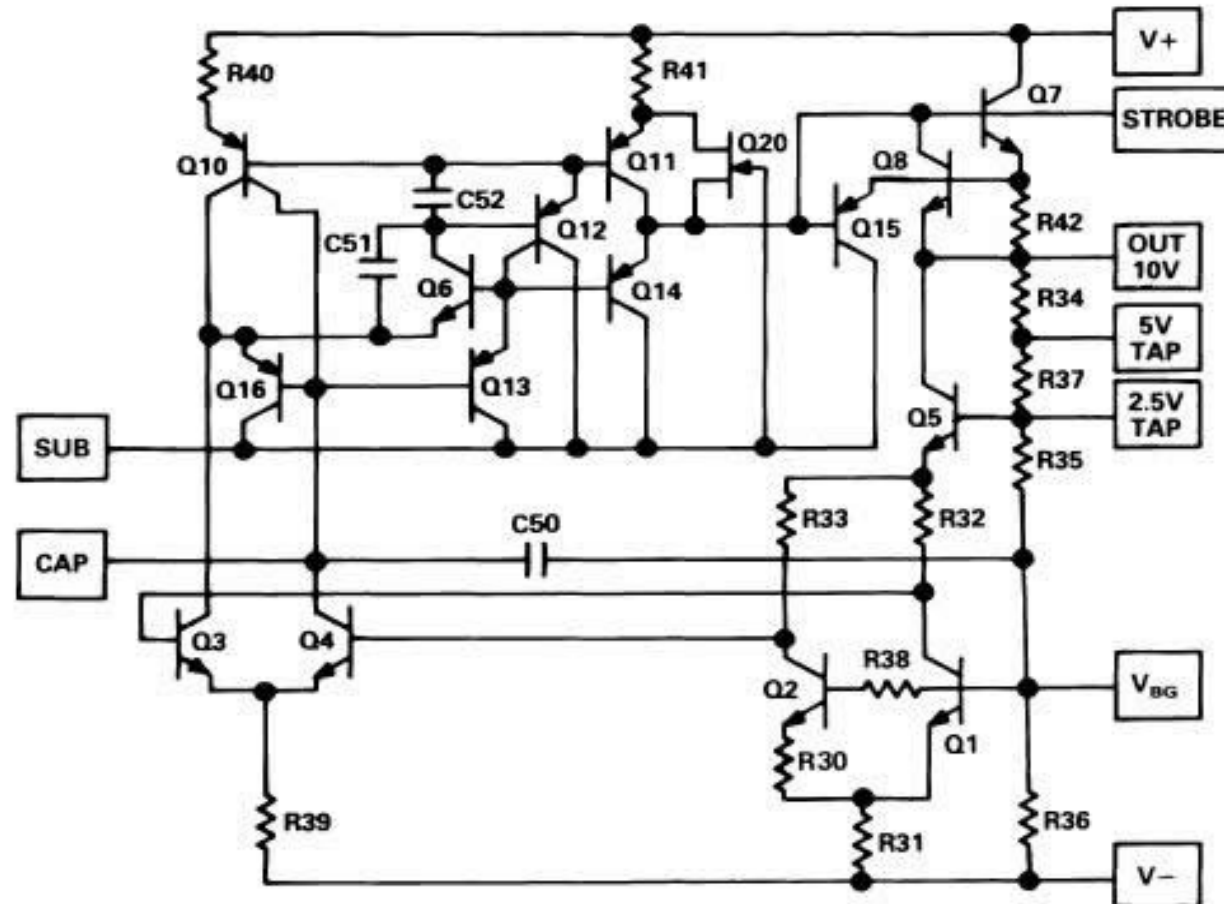 V+
R40
R41
Q7
STROBE
Q20
Q10
Q11
Q8
C52
Q12
Q15
R42
C51
OUT
10V
Q6
Q14
R34
5V
TAP
Q16
Q13
R37
Q5
2.5V
TAP
SUB
R35
C50
R33
R32
CAP
Q3
Q4
R38
Q2
VBG
Q1
R30
R39
R31
R36
V–